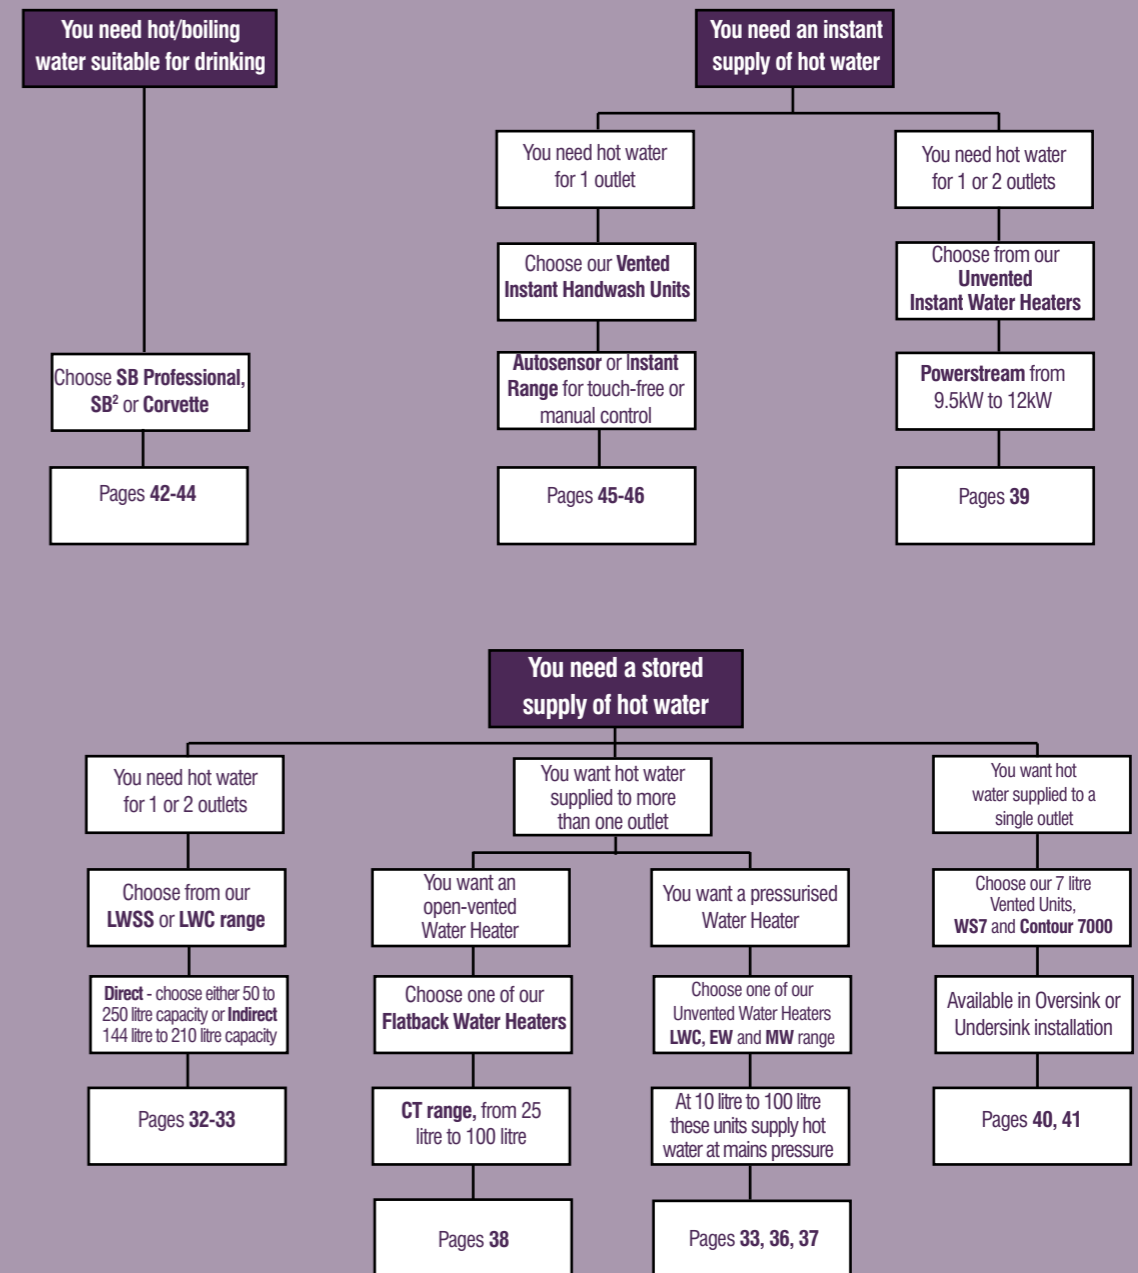 You need hot/boiling
water suitable for drinking
Choose SB Professional,
SB² or Corvette
Pages 42-44
You need an instant
supply of hot water
You need hot water
for 1 outlet
Choose our Vented
Instant Handwash Units
Autosensor or Instant
Range for touch-free or
manual control
Pages 45-46
You need hot water
for 1 or 2 outlets
Choose from our
Unvented
Instant Water Heaters
Powerstream from
9.5kW to 12kW
Pages 39
You need a stored
supply of hot water
You need hot water
for 1 or 2 outlets
Choose from our
LWSS or LWC range
Direct - choose either 50 to
250 litre capacity or Indirect
144 litre to 210 litre capacity
Pages 32-33
You want hot water
supplied to more
than one outlet
You want an
open-vented
Water Heater
Choose one of our
Flatback Water Heaters
CT range, from 25
litre to 100 litre
Pages 38
You want a pressurised
Water Heater
Choose one of our
Unvented Water Heaters
LWC, EW and MW range
At 10 litre to 100 litre
these units supply hot
water at mains pressure
Pages 33, 36, 37
You want hot
water supplied to a
single outlet
Choose our 7 litre
Vented Units,
WS7 and Contour 7000
Available in Oversink or
Undersink installation
Pages 40, 41